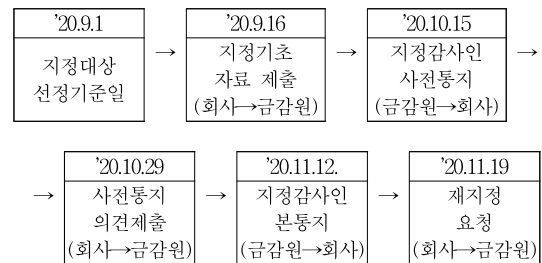 '20.9.1
지정대상
선정기준일
→
'20.9.16
지정기초
자료 제출
(회사→금감원)
→
'20.10.15
지정감사인
사전통지
(금감원→회사)
→
→
'20.10.29
사전통지
의견제출
(회사→금감원)
→
'20.11.12.
지정감사인
본통지
(금감원→회사)
→
'20.11.19
재지정
요청
(회사→금감원)